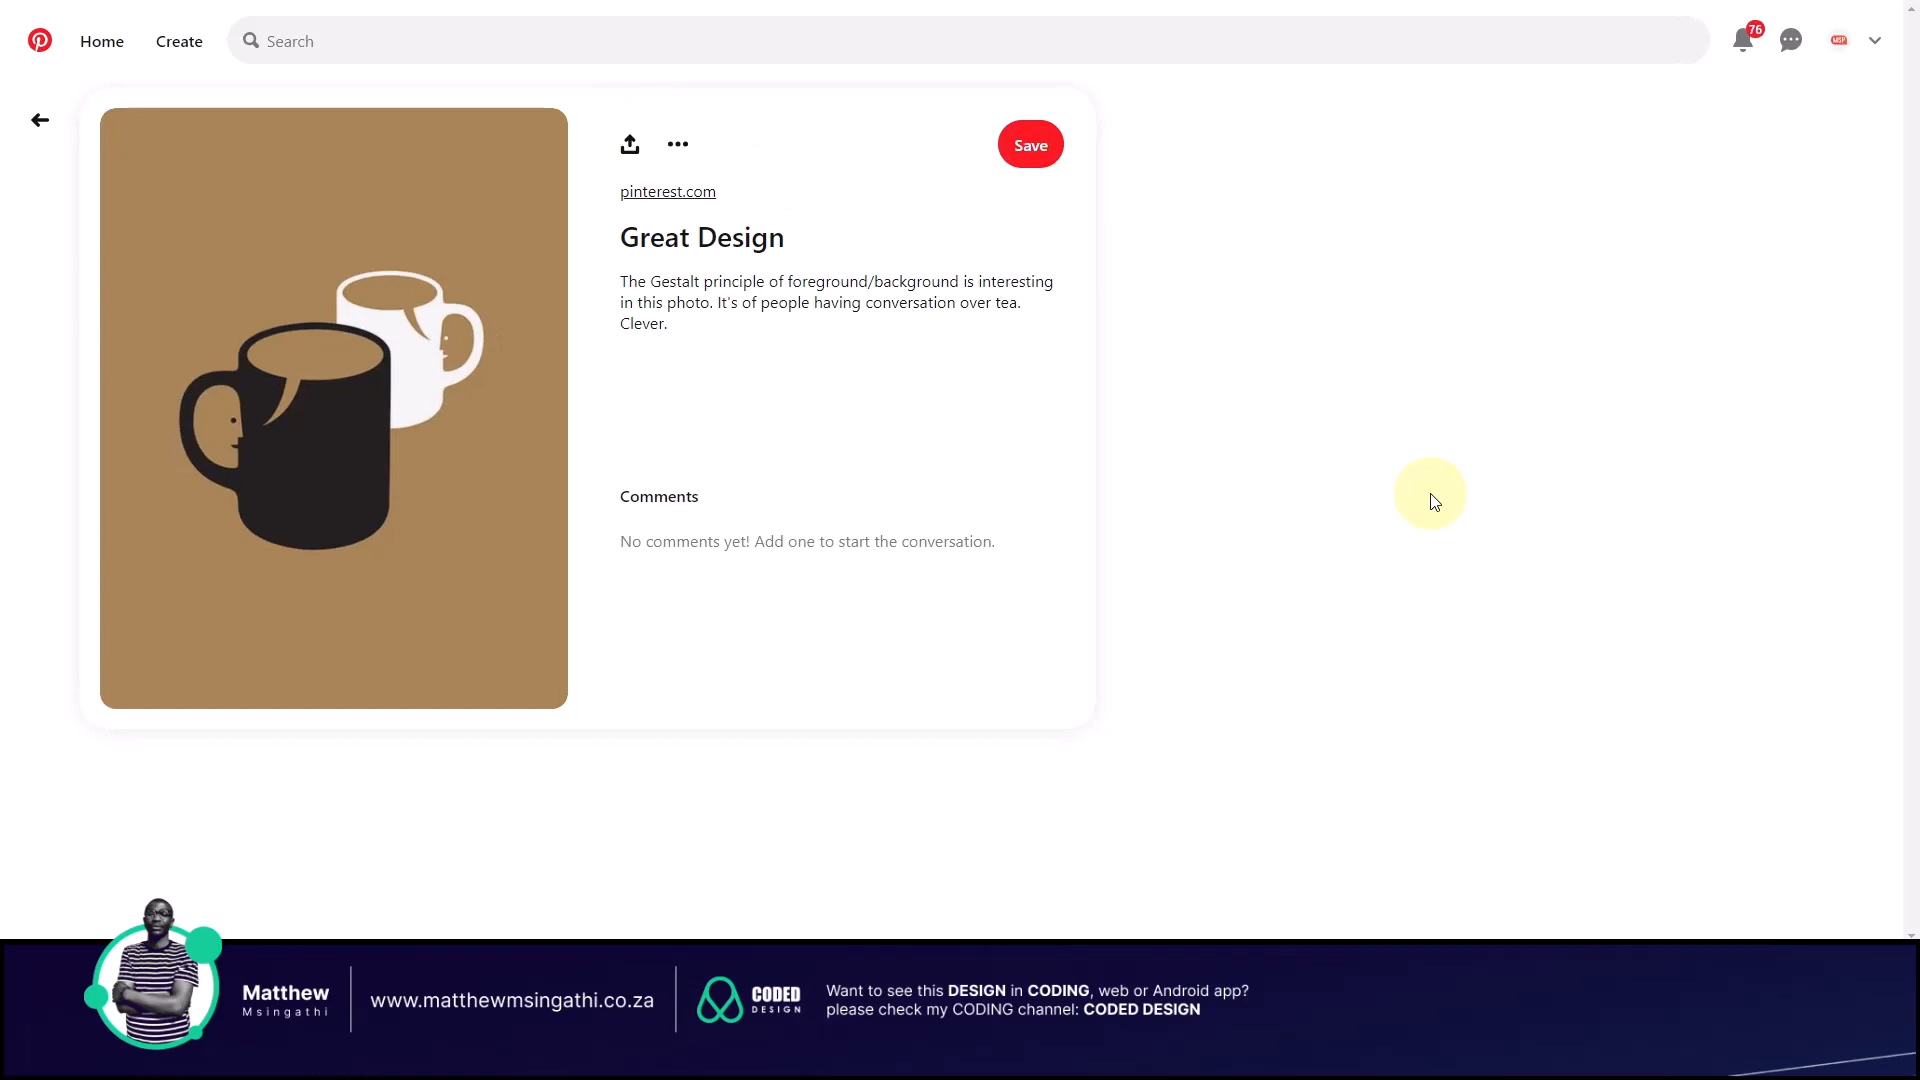 Home
Create
Search
76
MSP
Save
pinterest.com
Great Design
The Gestalt principle of foreground/background is interesting
in this photo. It's of people having conversation over tea.
Clever.
Comments
No comments yet! Add one to start the conversation.
Matthew
Msingathi
www.matthewmsingathi.co.za
CODED
DESIGN
Want to see this DESIGN in CODING, web or Android app?
please check my CODING channel: CODED DESIGN